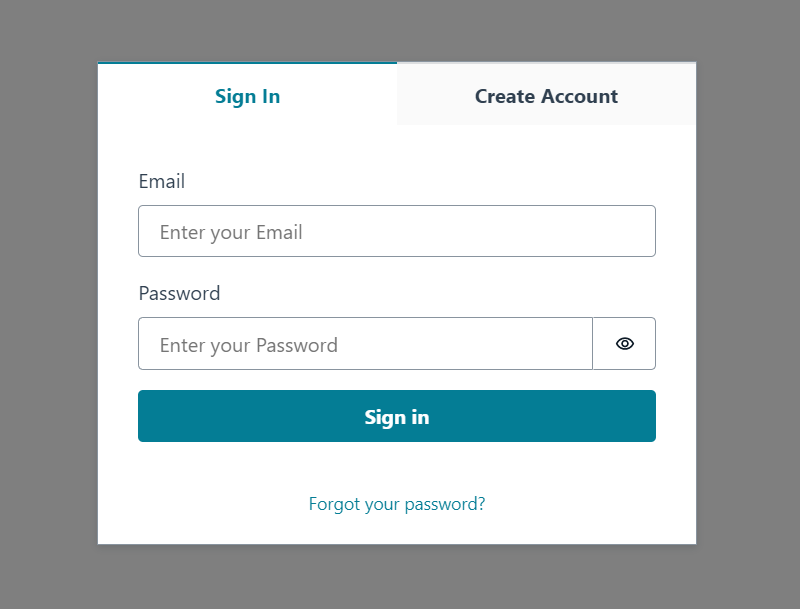 Sign In
Create Account
Email
Enter your Email
Password
Enter your Password
Sign in
Forgot your password?